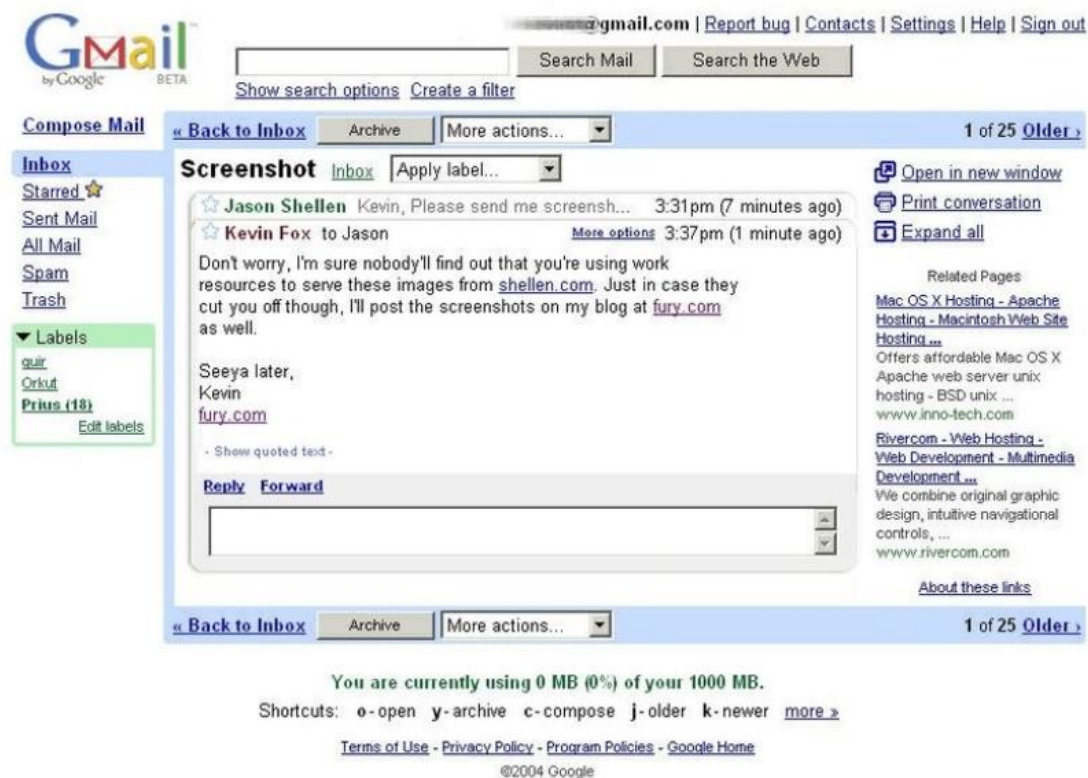 @gmail.com | Report bug | Contacts | Settings | Help | Sign out
GMail
by Google BETA
Search Mail Search the Web
Show search options Create a filter
Compose Mail
Inbox
Starred
Sent Mail
All Mail
Spam
Trash
▼ Labels
quir
Orkut
Prius (18)
Edit labels
« Back to Inbox Archive More actions... 1 of 25 Older ›
Screenshot Inbox Apply label...
Jason Shellen Kevin, Please send me screensh... 3:31pm (7 minutes ago)
Kevin Fox to Jason More options 3:37pm (1 minute ago)
Don't worry, I'm sure nobody'll find out that you're using work
resources to serve these images from shellen.com. Just in case they
cut you off though, I'll post the screenshots on my blog at fury.com
as well.
Seeya later,
Kevin
fury.com
- Show quoted text -
Reply Forward
Open in new window
Print conversation
Expand all
Related Pages
Mac OS X Hosting - Apache
Hosting - Macintosh Web Site
Hosting ...
Offers affordable Mac OS X
Apache web server unix
hosting - BSD unix ...
www.inno-tech.com
Rivercom - Web Hosting -
Web Development - Multimedia
Development ...
We combine original graphic
design, intuitive navigational
controls, ...
www.rivercom.com
About these links
« Back to Inbox Archive More actions... 1 of 25 Older ›
You are currently using 0 MB (0%) of your 1000 MB.
Shortcuts: o - open y - archive c - compose j - older k - newer more »
Terms of Use - Privacy Policy - Program Policies - Google Home
©2004 Google